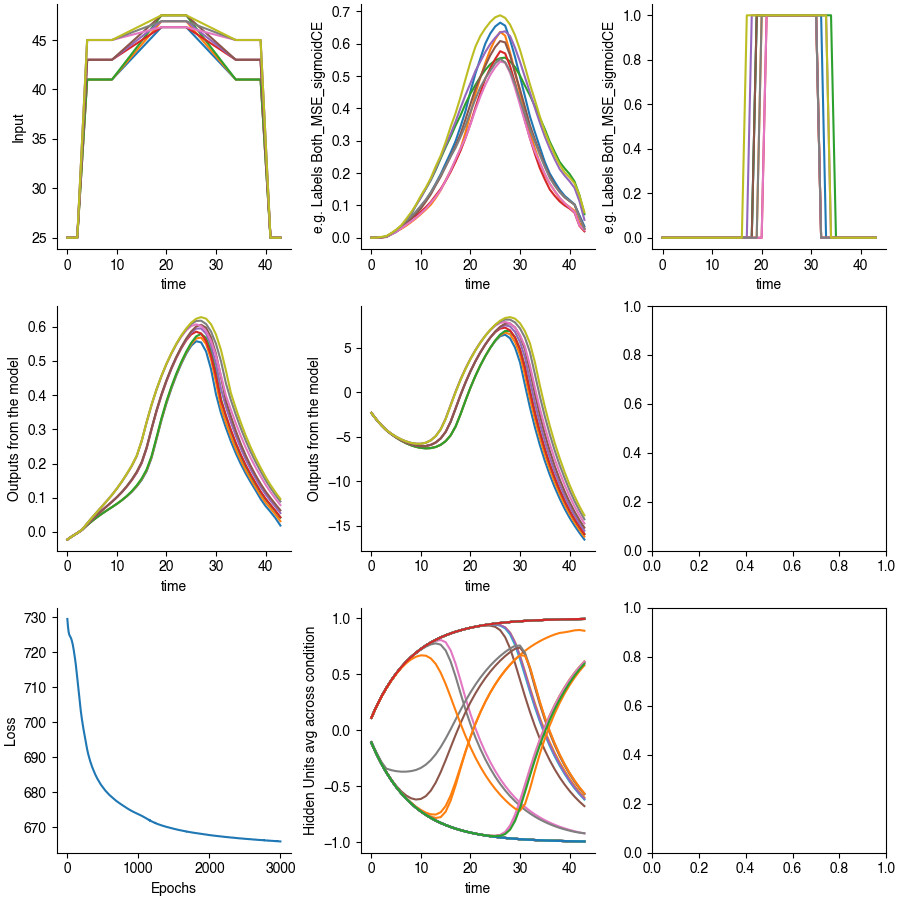 Input
45
40
35
30
25
0 10 20 30 40
time
e.g. Labels Both_MSE_sigmoidCE
0.7
0.6
0.5
0.4
0.3
0.2
0.1
0.0
0 10 20 30 40
time
e.g. Labels Both_MSE_sigmoidCE
1.0
0.8
0.6
0.4
0.2
0.0
0 10 20 30 40
time
Outputs from the model
0.6
0.5
0.4
0.3
0.2
0.1
0.0
0 10 20 30 40
time
Outputs from the model
5
0
−5
−10
−15
0 10 20 30 40
time
1.0
0.8
0.6
0.4
0.2
0.0
0.0 0.2 0.4 0.6 0.8 1.0
Loss
730
720
710
700
690
680
670
0 1000 2000 3000
Epochs
Hidden Units avg across condition
1.0
0.5
0.0
−0.5
−1.0
0 10 20 30 40
time
1.0
0.8
0.6
0.4
0.2
0.0
0.0 0.2 0.4 0.6 0.8 1.0